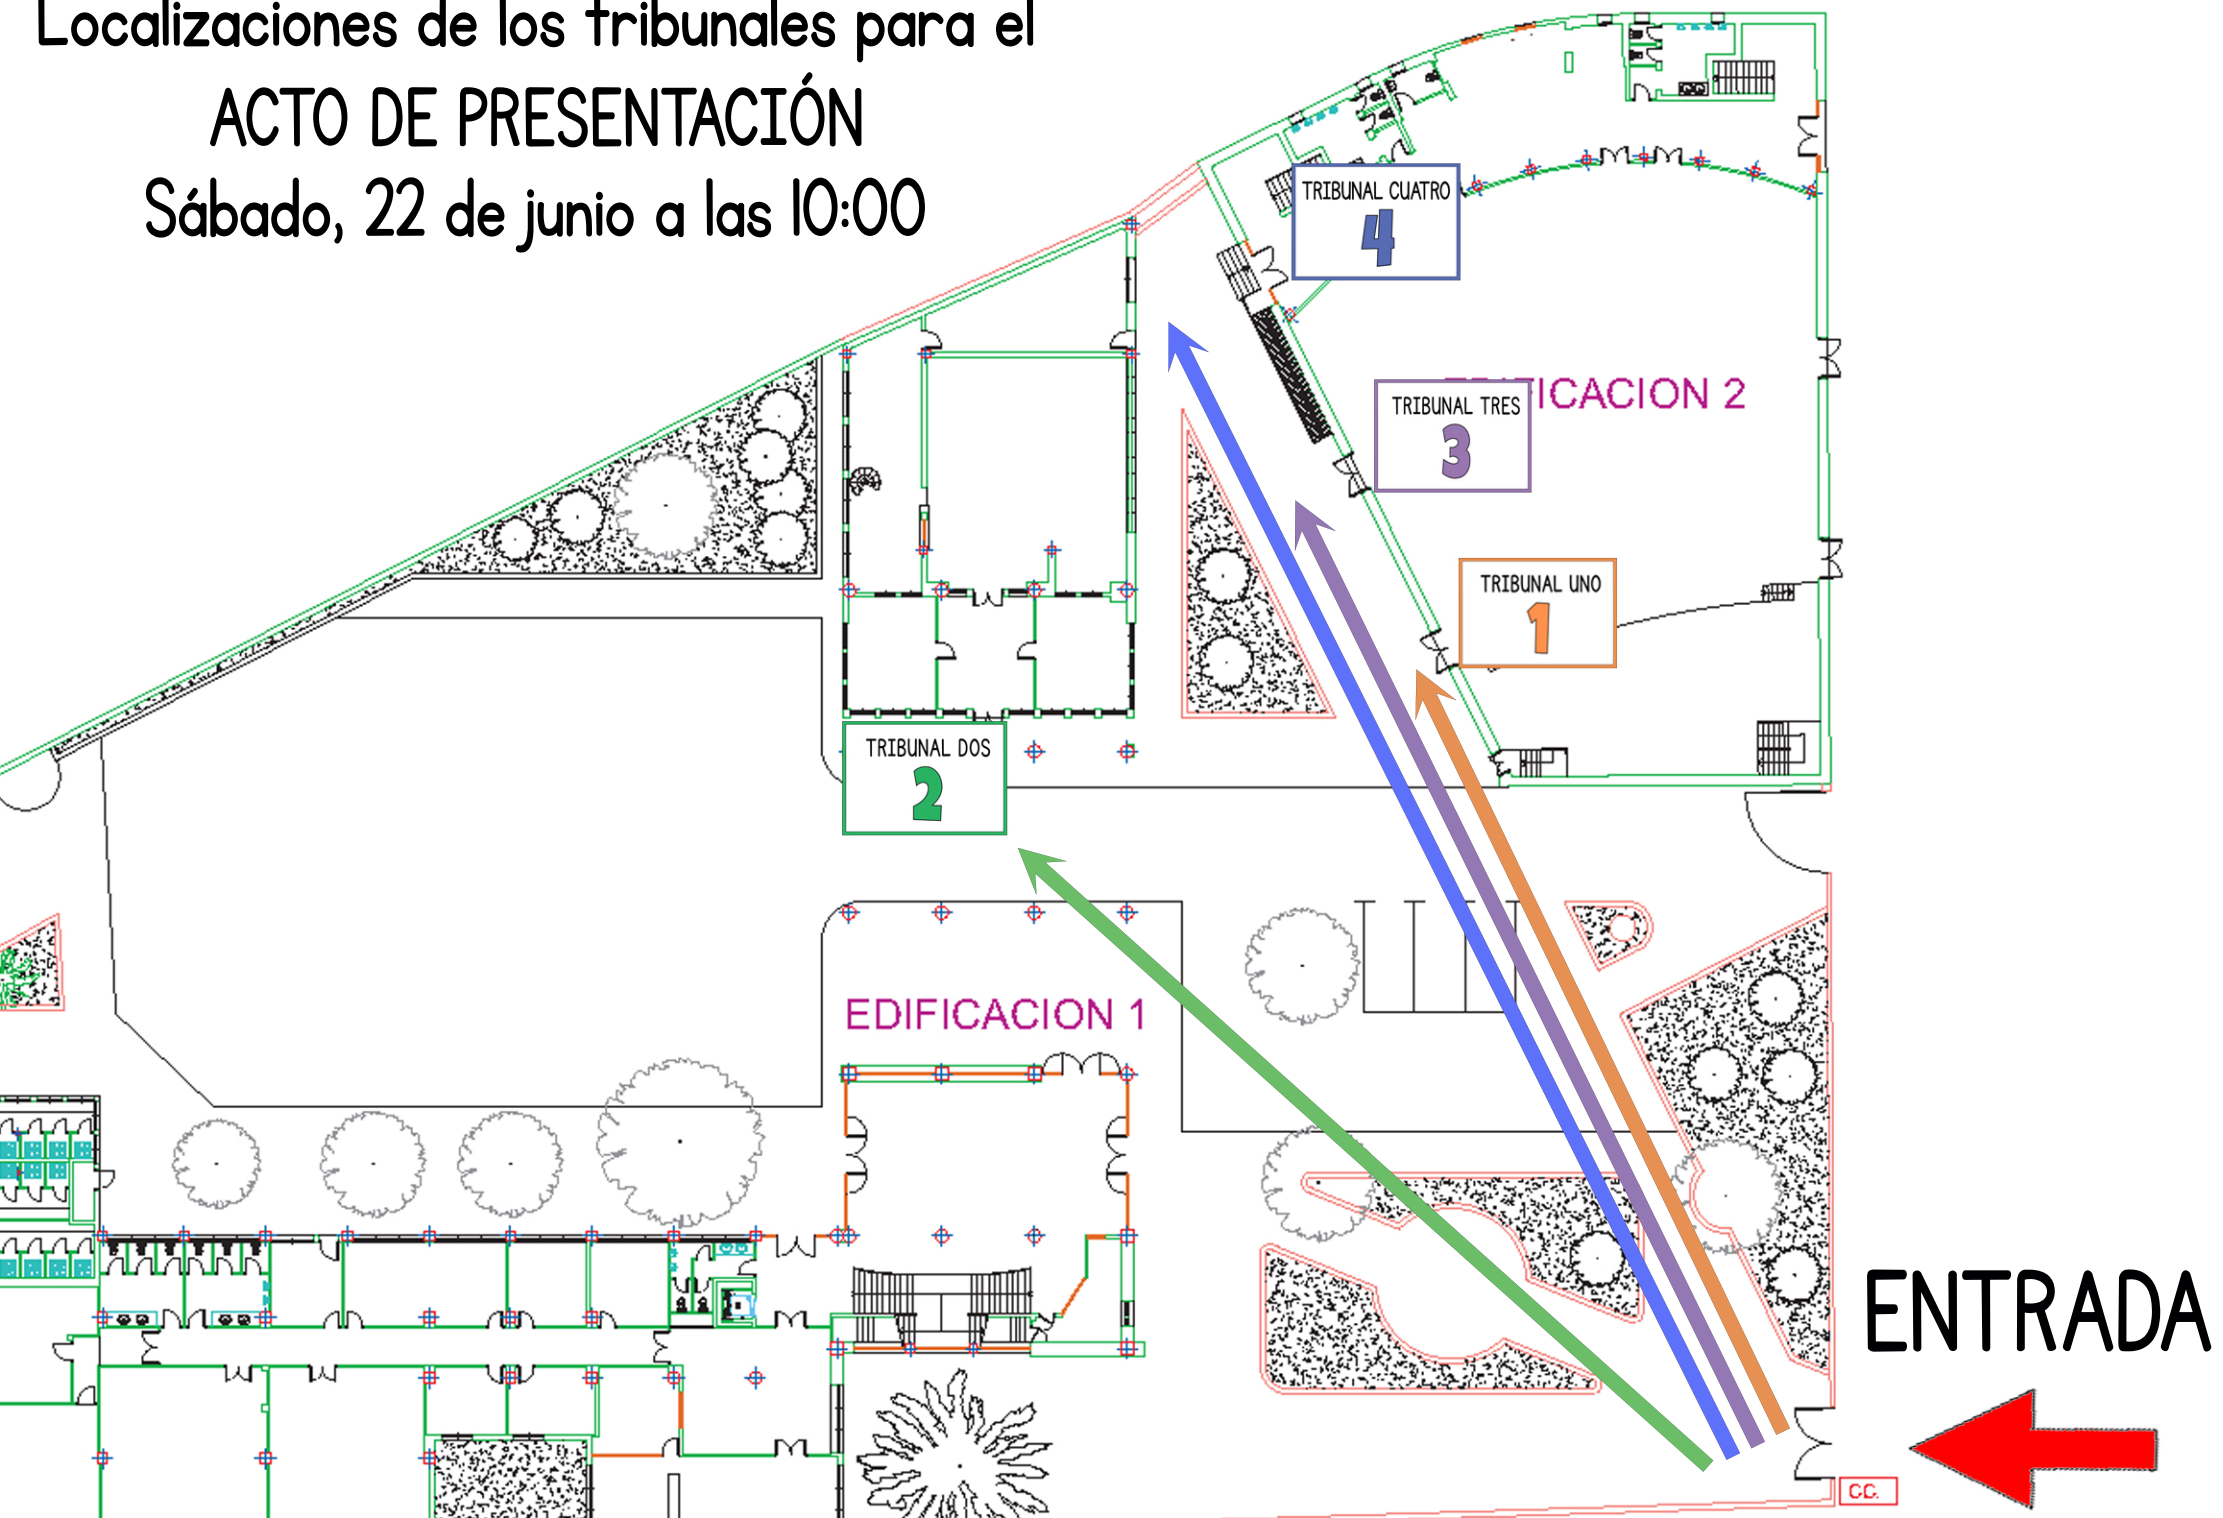 Localizaciones de los tribunales para el
ACTO DE PRESENTACIÓN
Sábado, 22 de junio a las 10:00
TRIBUNAL CUATRO
4
ICACION 2
TRIBUNAL TRES
3
TRIBUNAL UNO
1
TRIBUNAL DOS
2
EDIFICACION 1
ENTRADA
CC.